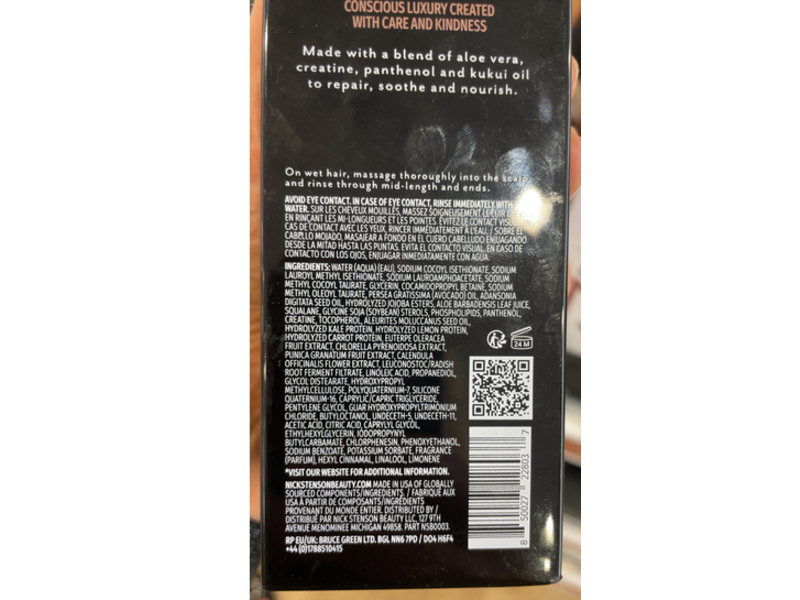 CONSCIOUS LUXURY CREATED
WITH CARE AND KINDNESS
Made with a blend of aloe vera,
creatine, panthenol and kukui oil
to repair, soothe and nourish.
On wet hair, massage thoroughly into the scalp
and rinse through mid-length and ends.
AVOID EYE CONTACT. IN CASE OF EYE CONTACT, RINSE IMMEDIATELY WITH
WATER. SUR LES CHEVEUX MOUILLÉS, MASSEZ SOIGNEUSEMENT LE CUIR
EN RINÇANT LES MI-LONGUEURS ET LES POINTES. ÉVITEZ LE CONTACT
CAS DE CONTACT AVEC LES YEUX, RINCER IMMÉDIATEMENT À L'EAU. / SOBRE EL
CABELLO MOJADO, MASAJEAR A FONDO EN EL CUERO CABELLUDO ENJUAGANDO
DESDE LA MITAD HASTA LAS PUNTAS. EVITA EL CONTACTO VISUAL. EN CASO DE
CONTACTO CON LOS OJOS, ENJUAGAR INMEDIATAMENTE CON AGUA.
INGREDIENTS: WATER (AQUA) (EAU), SODIUM COCOYL ISETHIONATE, SODIUM
LAUROYL METHYL ISETHIONATE, SODIUM LAUROAMPHOACETATE, SODIUM
METHYL COCOYL TAURATE, GLYCERIN, COCAMIDOPROPYL BETAINE, SODIUM
METHYL OLEOYL TAURATE, PERSEA GRATISSIMA (AVOCADO) OIL, ADANSONIA
DIGITATA SEED OIL, HYDROLYZED JOJOBA ESTERS, ALOE BARBADENSIS LEAF JUICE,
SQUALANE, GLYCINE SOJA (SOYBEAN) STEROLS, PHOSPHOLIPIDS, PANTHENOL,
CREATINE, TOCOPHEROL, ALEURITES MOLUCCANUS SEED OIL,
HYDROLYZED KALE PROTEIN, HYDROLYZED LEMON PROTEIN,
HYDROLYZED CARROT PROTEIN, EUTERPE OLERACEA
FRUIT EXTRACT, CHLORELLA PYRENOIDOSA EXTRACT,
PUNICA GRANATUM FRUIT EXTRACT, CALENDULA
OFFICINALIS FLOWER EXTRACT, LEUCONOSTOC/RADISH
ROOT FERMENT FILTRATE, LINOLEIC ACID, PROPANEDIOL,
GLYCOL DISTEARATE, HYDROXYPROPYL
METHYLCELLULOSE, POLYQUATERNIUM-7, SILICONE
QUATERNIUM-16, CAPRYLIC/CAPRIC TRIGLYCERIDE,
PENTYLENE GLYCOL, GUAR HYDROXYPROPYLTRIMONIUM
CHLORIDE, BUTYLOCTANOL, UNDECETH-5, UNDECETH-11,
ACETIC ACID, CITRIC ACID, CAPRYLYL GLYCOL,
ETHYLHEXYLGLYCERIN, IODOPROPYNYL
BUTYLCARBAMATE, CHLORPHENESIN, PHENOXYETHANOL,
SODIUM BENZOATE, POTASSIUM SORBATE, FRAGRANCE
(PARFUM), HEXYL CINNAMAL, LINALOOL, LIMONENE
*VISIT OUR WEBSITE FOR ADDITIONAL INFORMATION.
NICKSTENSONBEAUTY.COM MADE IN USA OF GLOBALLY
SOURCED COMPONENTS/INGREDIENTS. / FABRIQUÉ AUX
USA À PARTIR DE COMPOSANTS/INGRÉDIENTS
PROVENANT DU MONDE ENTIER. DISTRIBUTED BY /
DISTRIBUÉ PAR NICK STENSON BEAUTY LLC, 127 9TH
AVENUE MENOMINEE MICHIGAN 49858. PART NSB0003.
RP EU/UK: BRUCE GREEN LTD. BGL NN6 7PD / DO4 H6F4
+44(0)1788510415
24 M
8 50027 22803 7